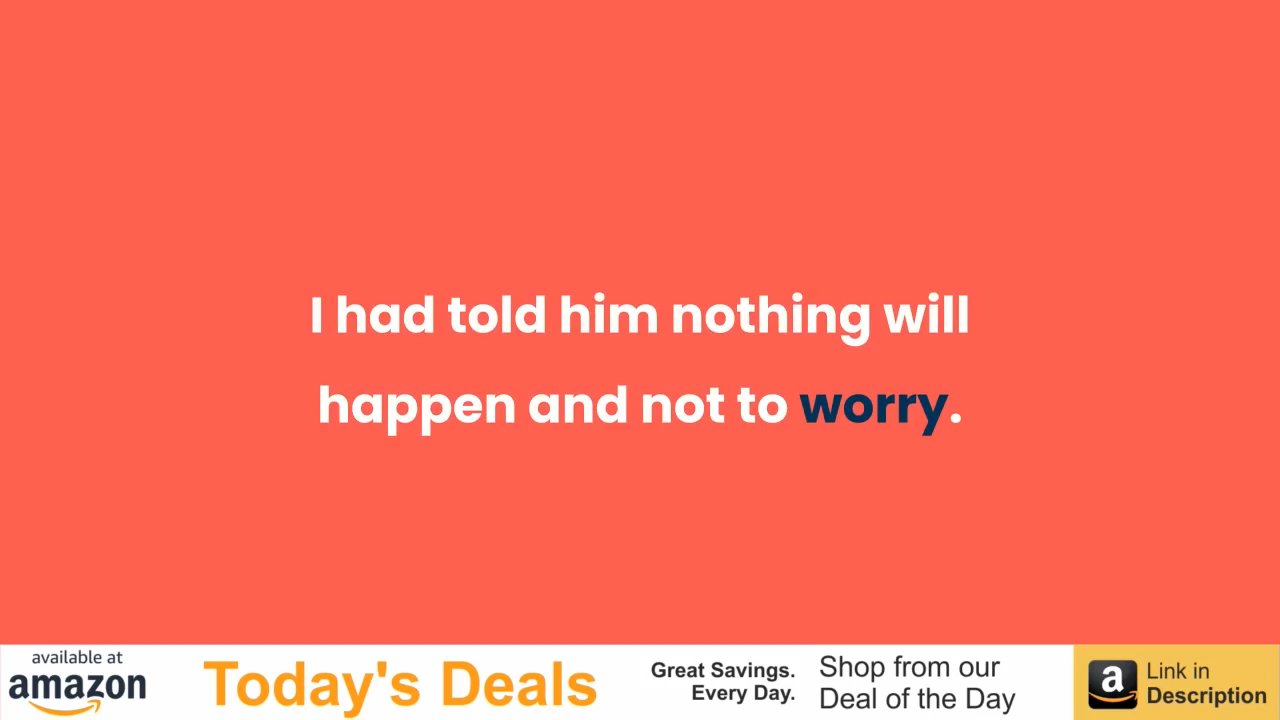 I had told him nothing will
happen and not to worry.
available at
amazon
Today's Deals
Great Savings.
Every Day.
Shop from our
Deal of the Day
a
Link in
Description